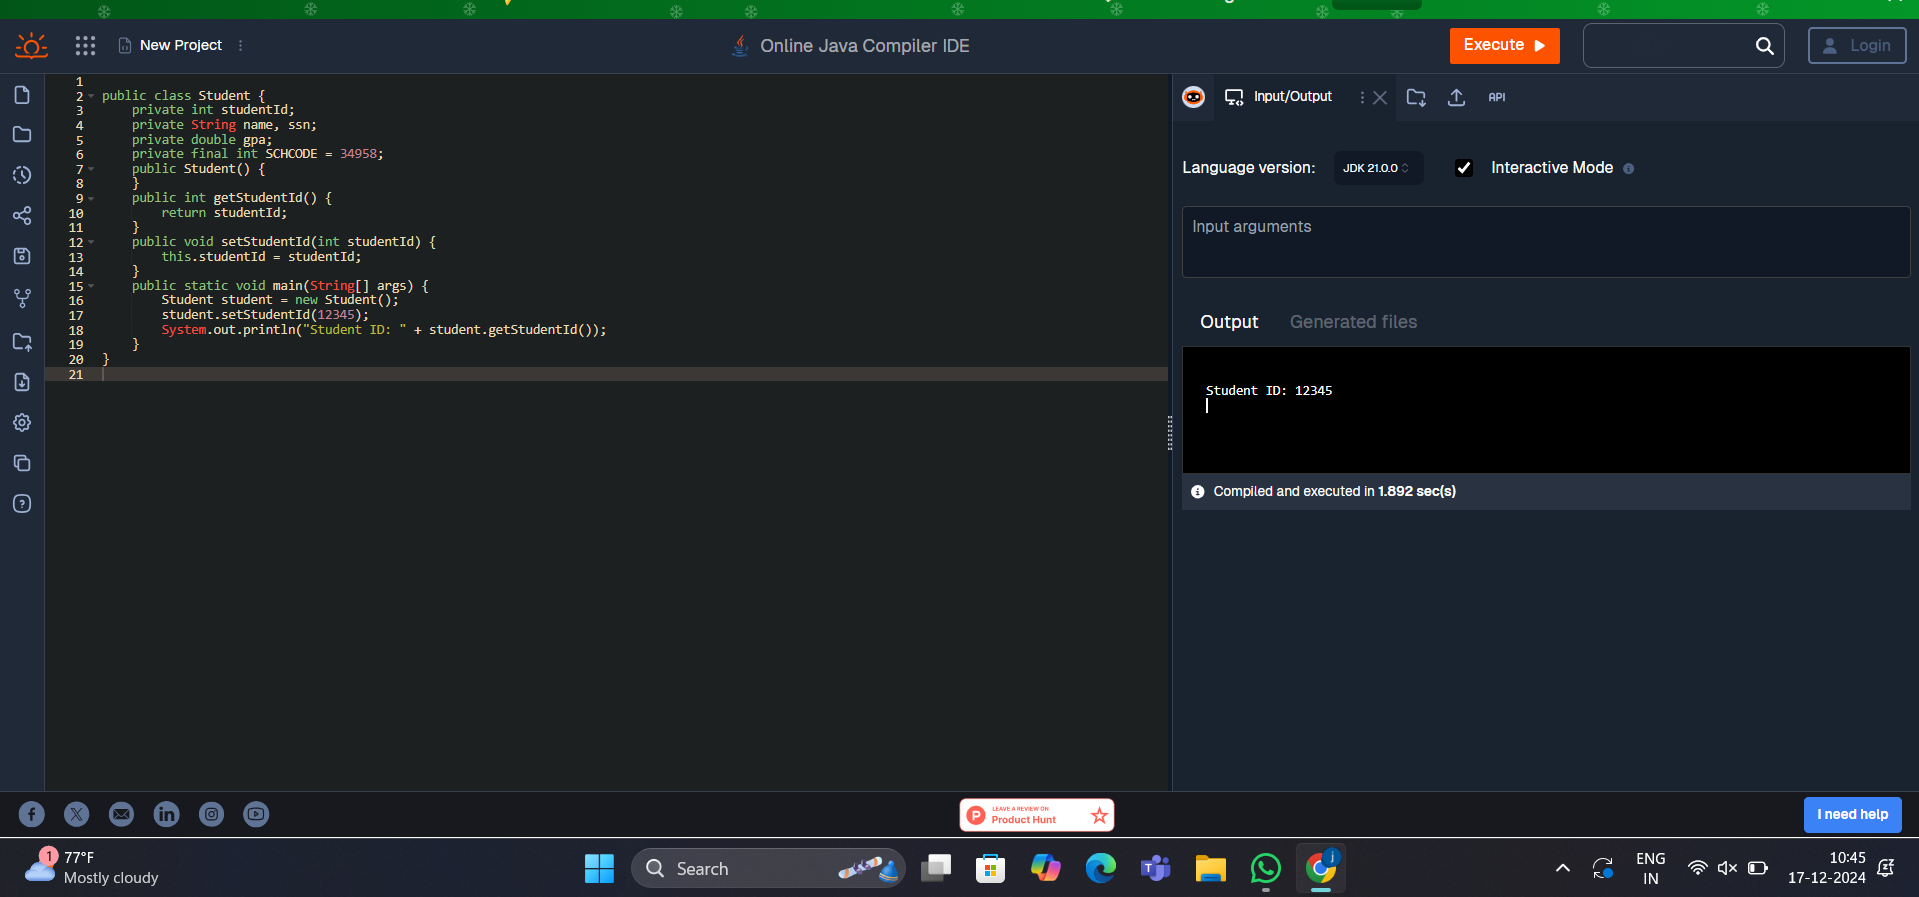 New Project
Online Java Compiler IDE
Execute
Login
1
2 public class Student {
3 private int studentId;
4 private String name, ssn;
5 private double gpa;
6 private final int SCHCODE = 34958;
7 public Student() {
8 }
9 public int getStudentId() {
10 return studentId;
11 }
12 public void setStudentId(int studentId) {
13 this.studentId = studentId;
14 }
15 public static void main(String[] args) {
16 Student student = new Student();
17 student.setStudentId(12345);
18 System.out.println("Student ID: " + student.getStudentId());
19 }
20 }
21
Input/Output
API
Language version:
JDK 21.0.0
Interactive Mode
Input arguments
Output
Generated files
Student ID: 12345
Compiled and executed in 1.892 sec(s)
LEAVE A REVIEW ON
P Product Hunt
I need help
1
77°F
Mostly cloudy
Search
T
j
ENG
IN
10:45
17-12-2024